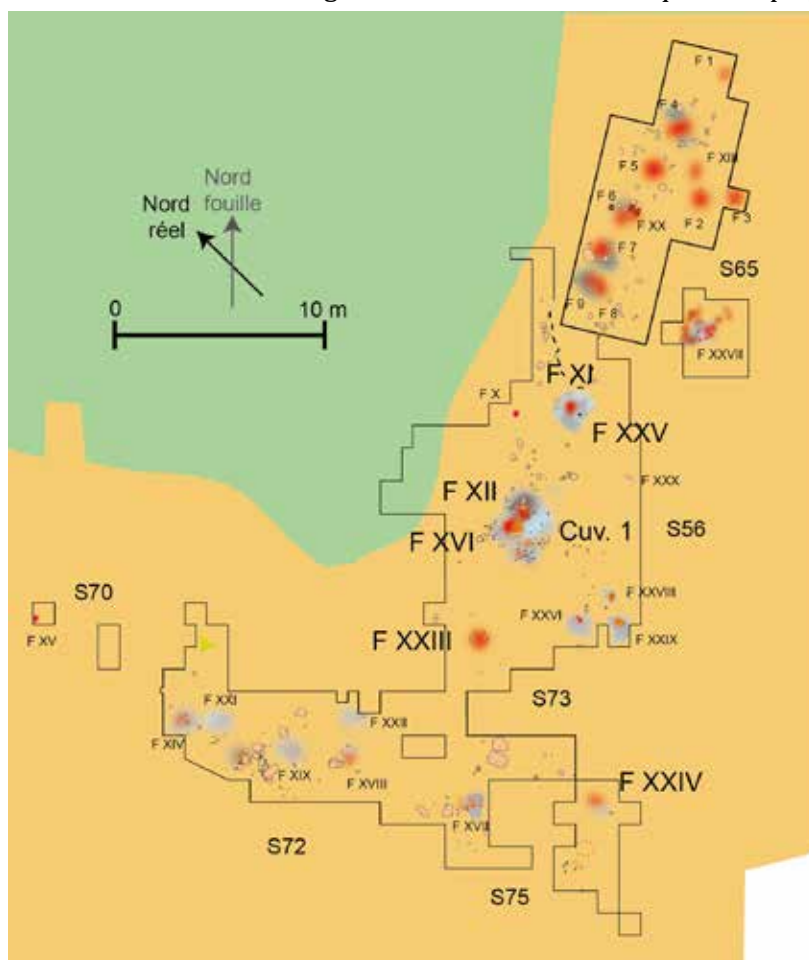 F 1
F 4
F XIII
F 5
F 6
F XX
F 2
F 3
F 7
S65
F 9
F 8
F XXVII
Nord
fouille
Nord
réel
0 10 m
F XI
F X
F XXV
F XII
F XXX
F XVI
Cuv. 1
S56
S70
F XV
F XXVIII
F XXVI
F XXIII
F XXIX
F XXI
S73
F XIV
F XXII
F XIX
F XVIII
F XXIV
F XVII
S72
S75